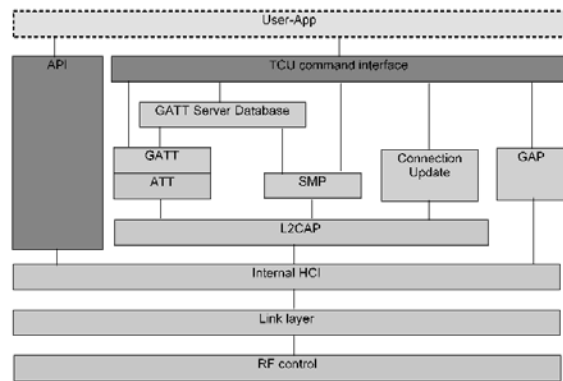 User-App
API
TCU command interface
GATT Server Database
GATT
ATT
SMP
Connection
Update
GAP
L2CAP
Internal HCI
Link layer
RF control